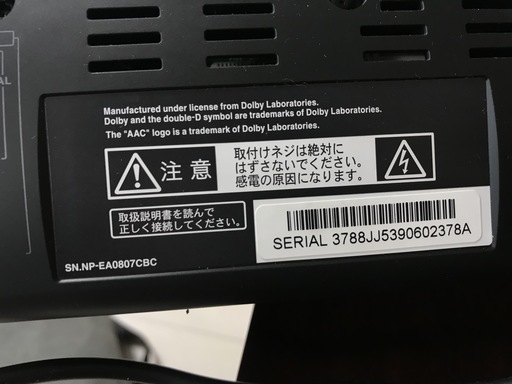 AL
Manufactured under license from Dolby Laboratories.
Dolby and the double-D symbol are trademarks of Dolby Laboratories.
The "AAC" logo is a trademark of Dolby Laboratories.
注意
取付けネジは絶対に
はずさないでください。
感電の原因になります。
取扱説明書を読んで
正しく接続してください。
SERIAL 3788JJ5390602378A
SN.NP-EA0807CBC